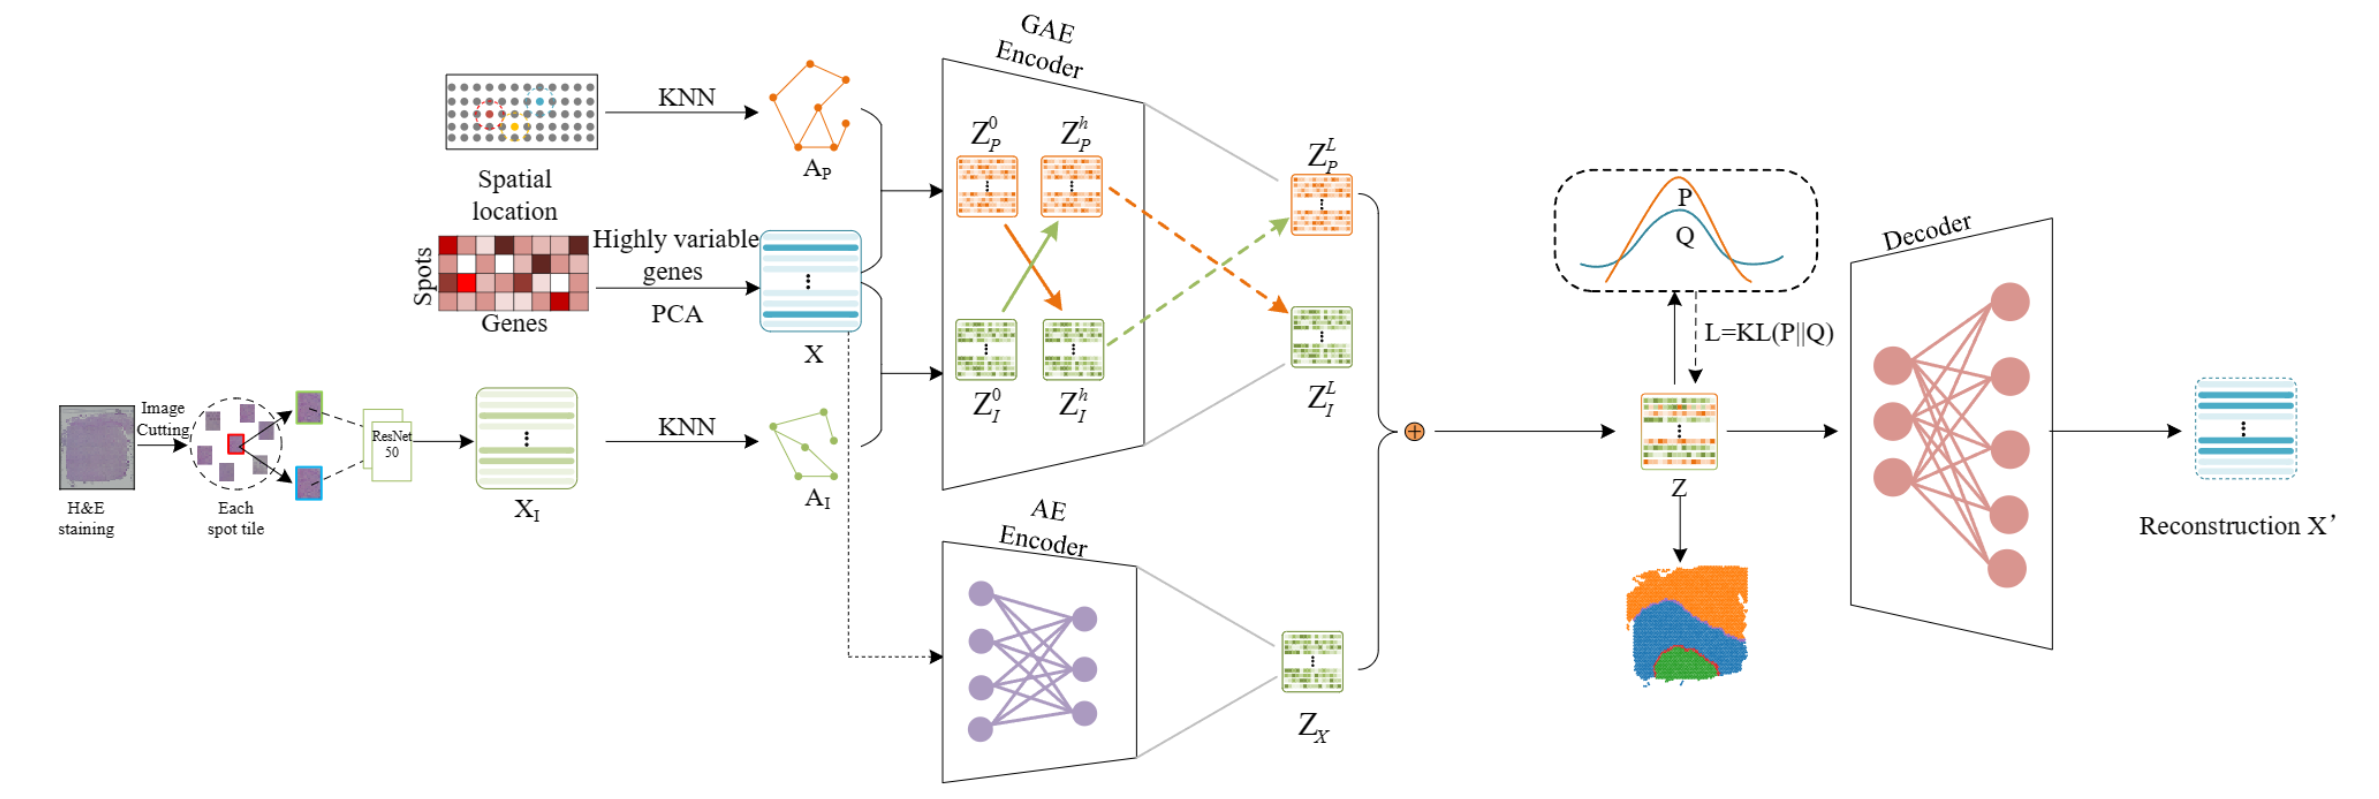 GAE
Encoder
KNN
A_P
Spatial
location
Z_P^0
Z_P^h
Z_P^L
P
Q
Decoder
Spots
Genes
Highly variable
genes
PCA
X
L=KL(P||Q)
Z_I^0
Z_I^h
Z_I^L
Image
Cutting
ResNet
50
H&E
staining
Each
spot tile
X_I
KNN
A_I
Z
Reconstruction X’
AE
Encoder
Z_X